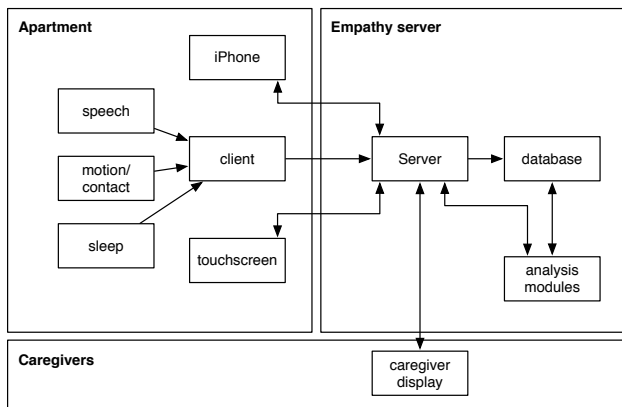 Apartment
Empathy server
iPhone
speech
client
Server
database
motion/
contact
sleep
touchscreen
analysis
modules
Caregivers
caregiver
display